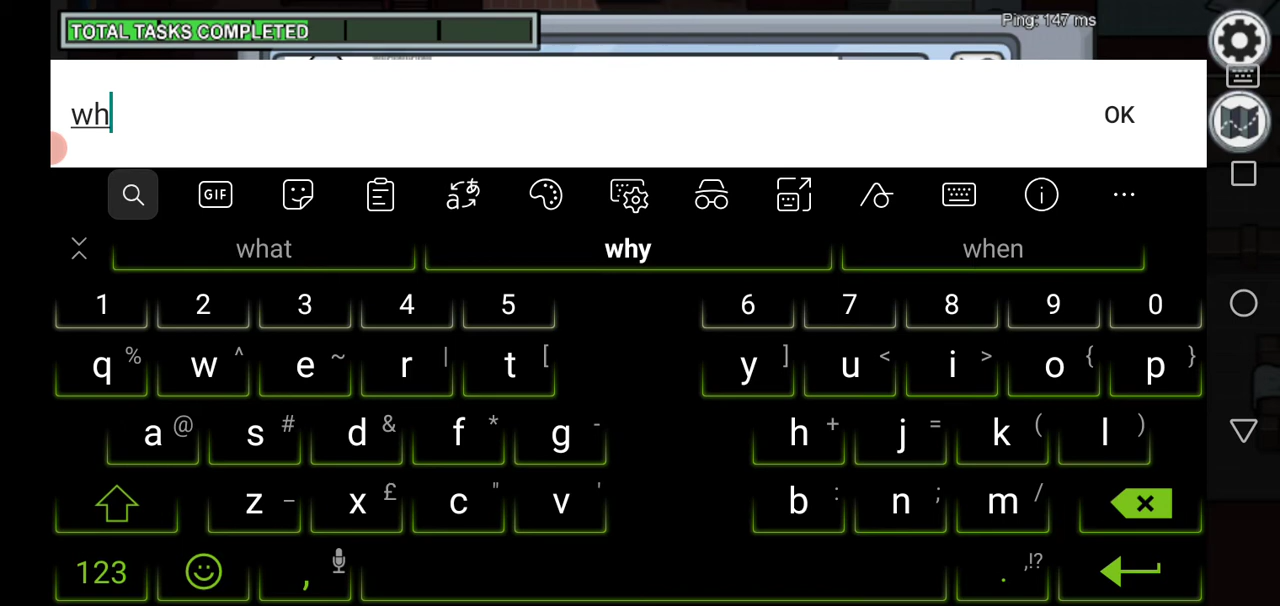 TOTAL TASKS COMPLETED
Ping: 147 ms
wh
OK
GIF
what why when
1 2 3 4 5 6 7 8 9 0
q % w ^ e ~ r | t [ y ] u < i > o { p }
a @ s # d & f * g - h + j = k ( l )
z _ x £ c " v ' b : n ; m /
123 , . ,!?